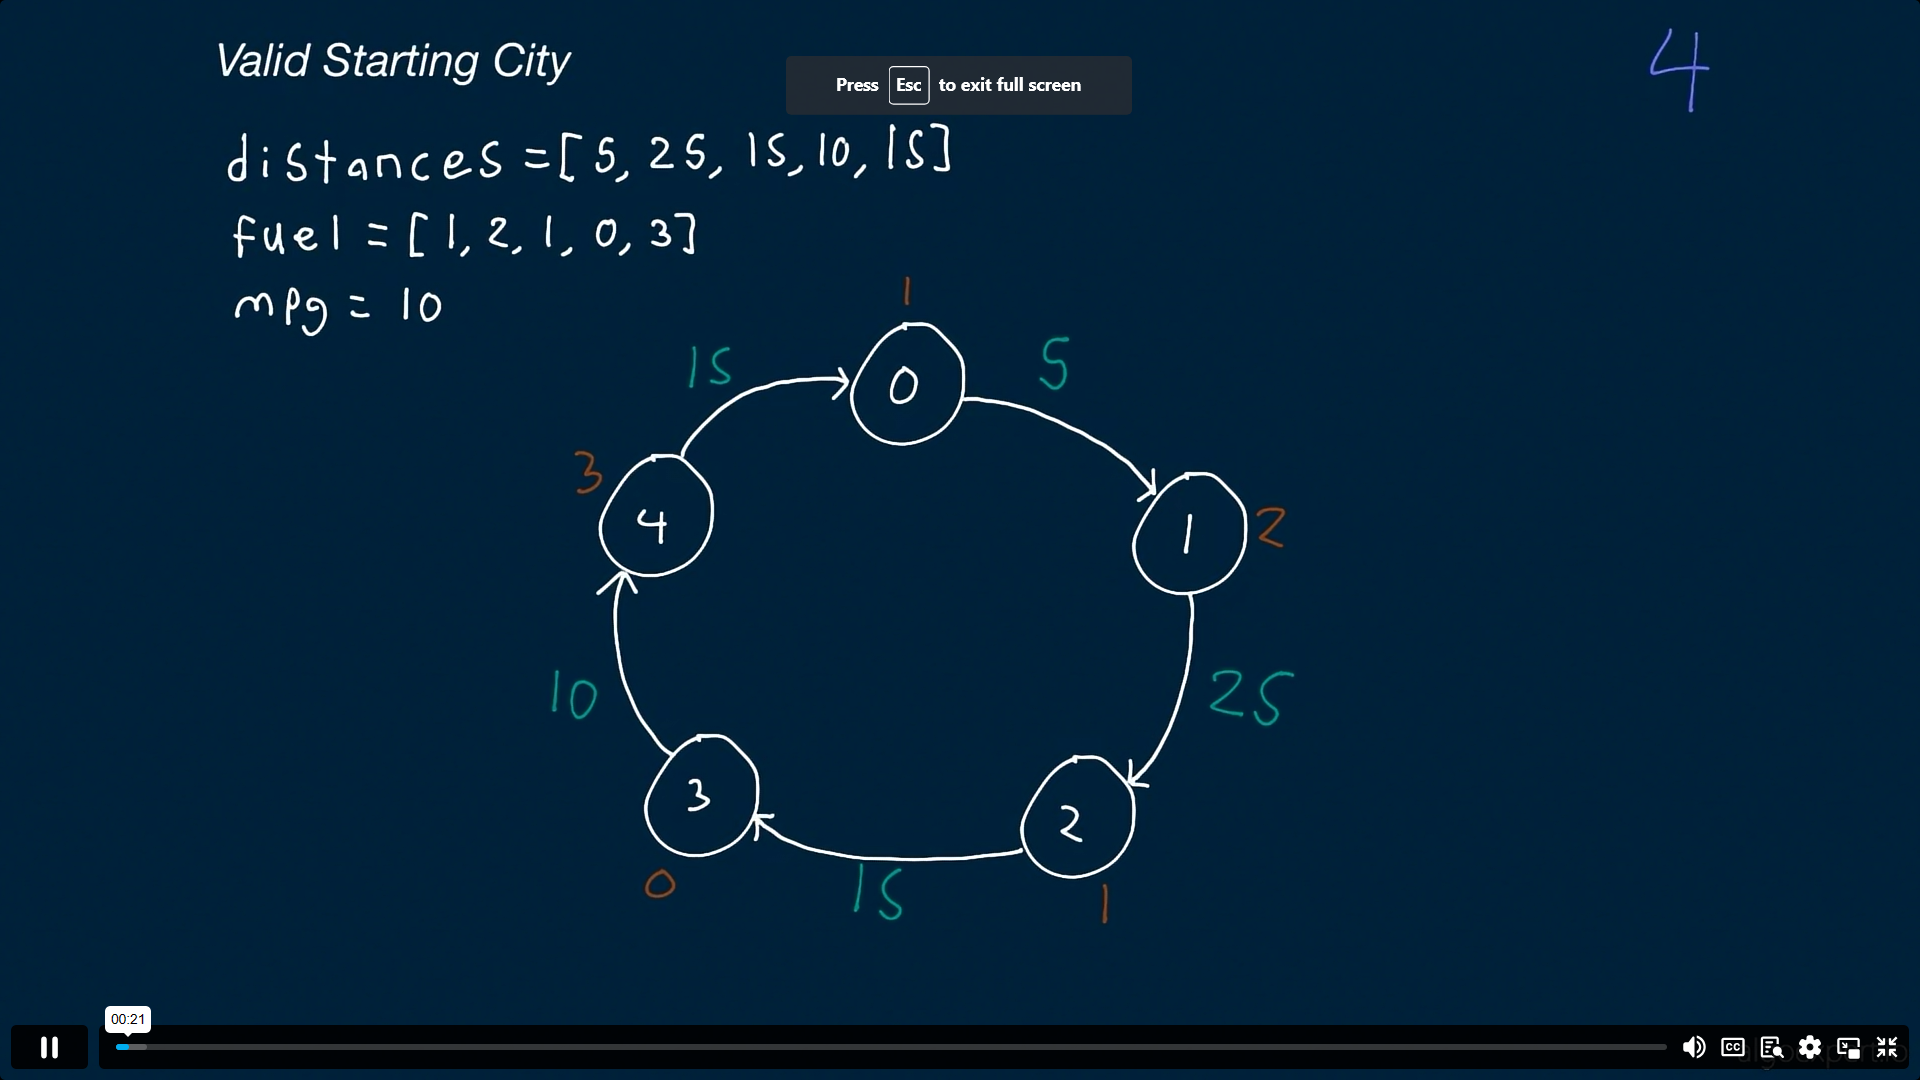 Valid Starting City
4
Press Esc to exit full screen
distances = [5, 25, 15, 10, 15]
fuel = [1, 2, 1, 0, 3]
mpg = 10
1
15
0
5
3
4
1
2
10
25
3
2
0
15
1
00:21
CC